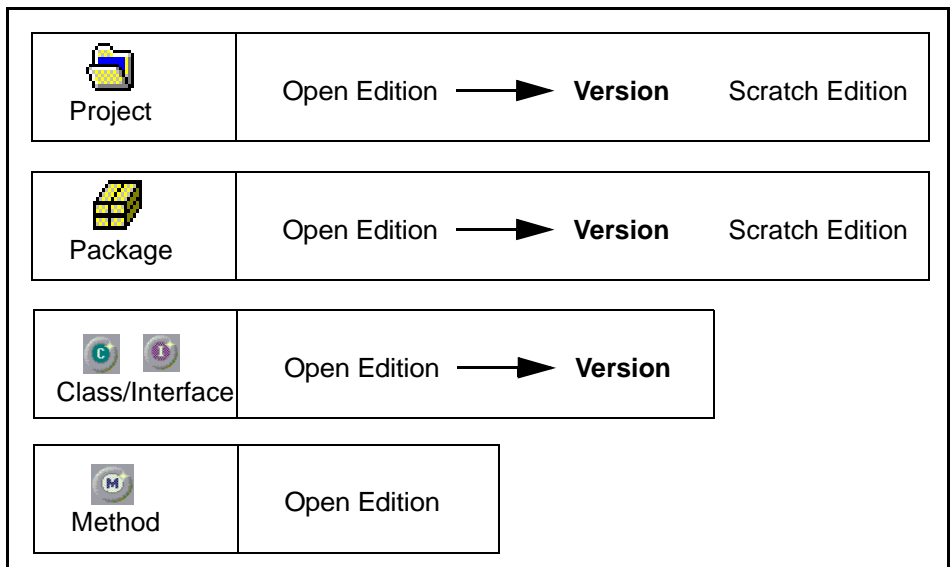 Project
Open Edition Version Scratch Edition
Package
Open Edition Version Scratch Edition
C I
Class/Interface
Open Edition Version
M
Method
Open Edition